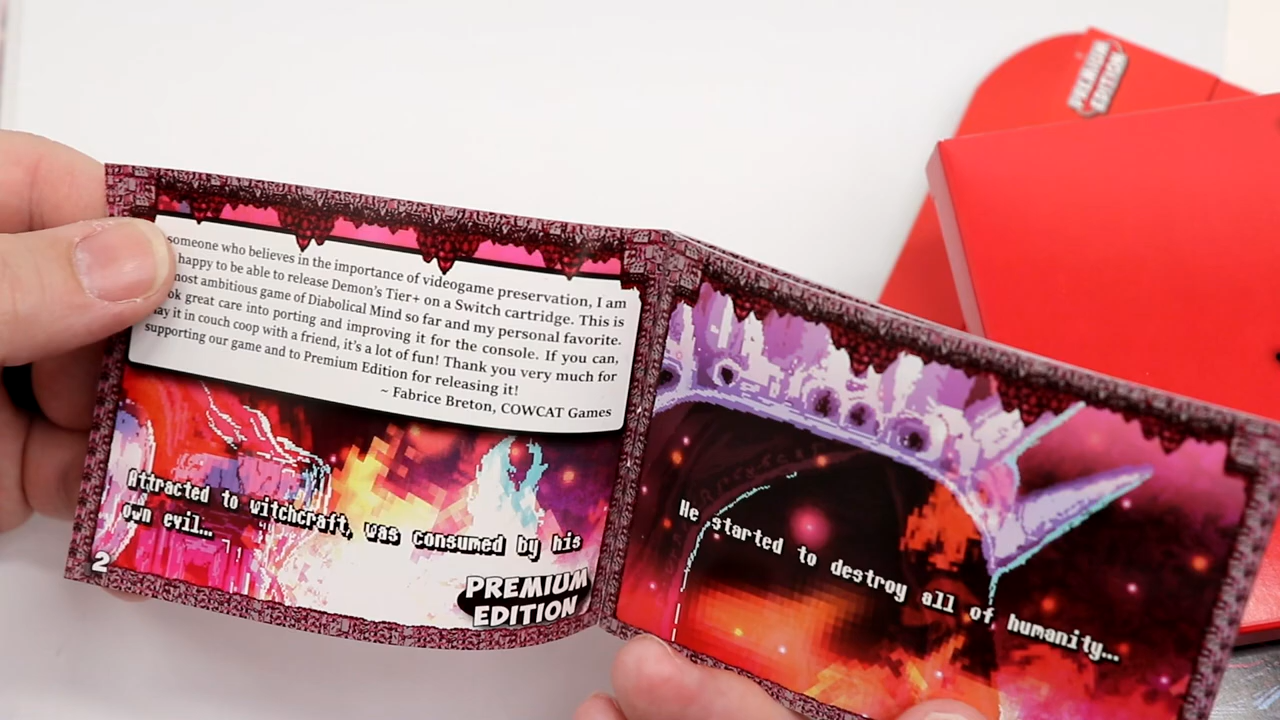 someone who believes in the importance of videogame preservation, I am
happy to be able to release Demon's Tier+ on a Switch cartridge. This is
most ambitious game of Diabolical Mind so far and my personal favorite.
great care into porting and improving it for the console. If you can,
it in couch coop with a friend, it's a lot of fun! Thank you very much for
supporting our game and to Premium Edition for releasing it!
~ Fabrice Breton, COWCAT Games
Attracted to witchcraft, was consumed by his
own evil...
2
PREMIUM
EDITION
He started to destroy all of humanity...
PREMIUM
EDITION